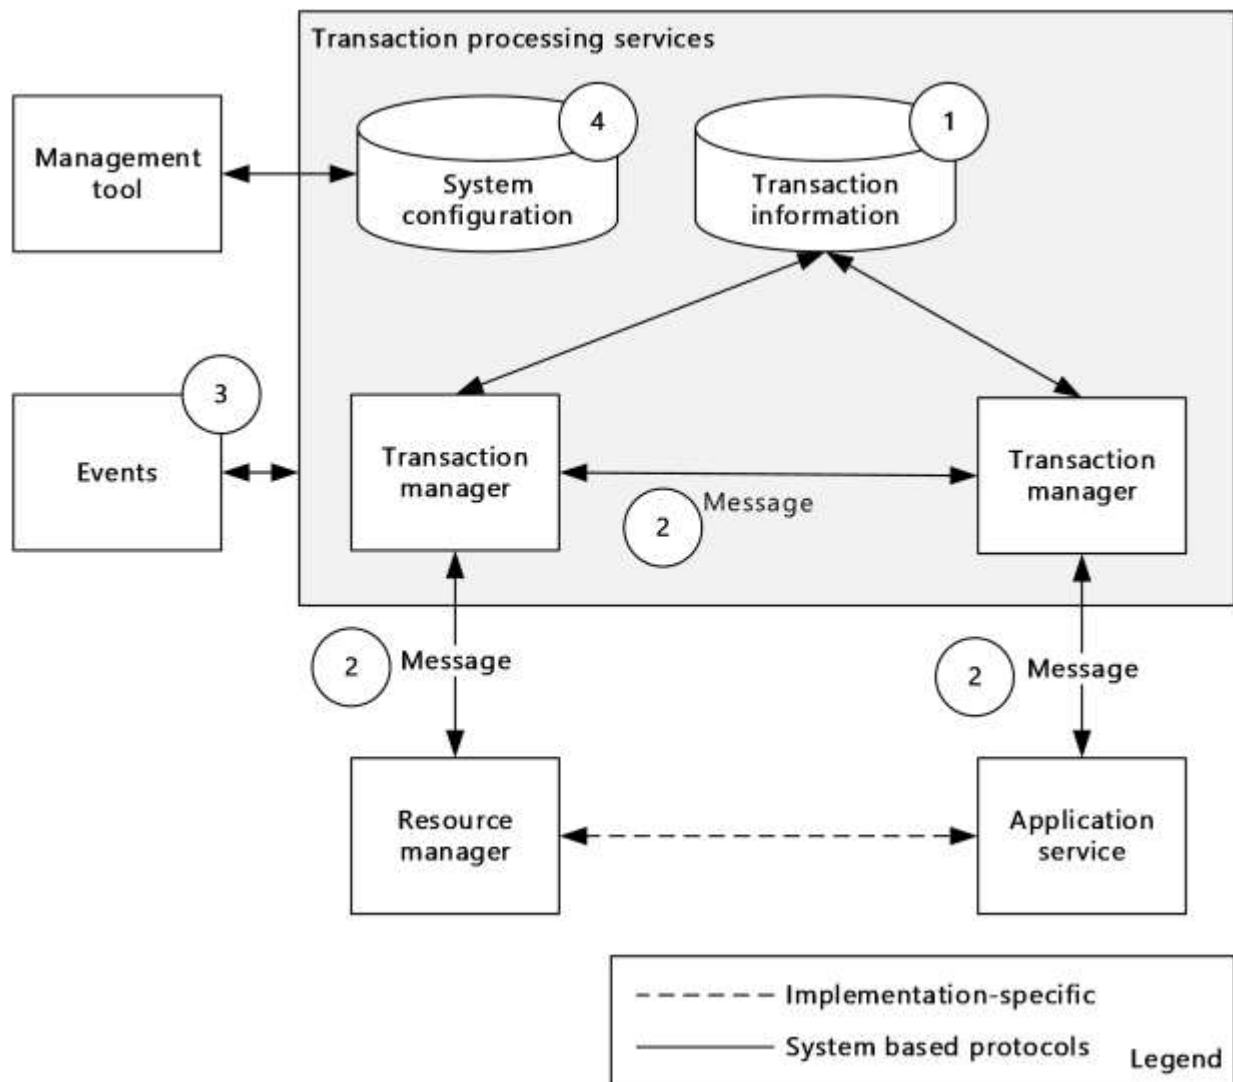 Transaction processing services
4
1
Management
tool
System
configuration
Transaction
information
3
Events
Transaction
manager
Transaction
manager
2
Message
2
Message
2
Message
Resource
manager
Application
service
Implementation-specific
System based protocols
Legend